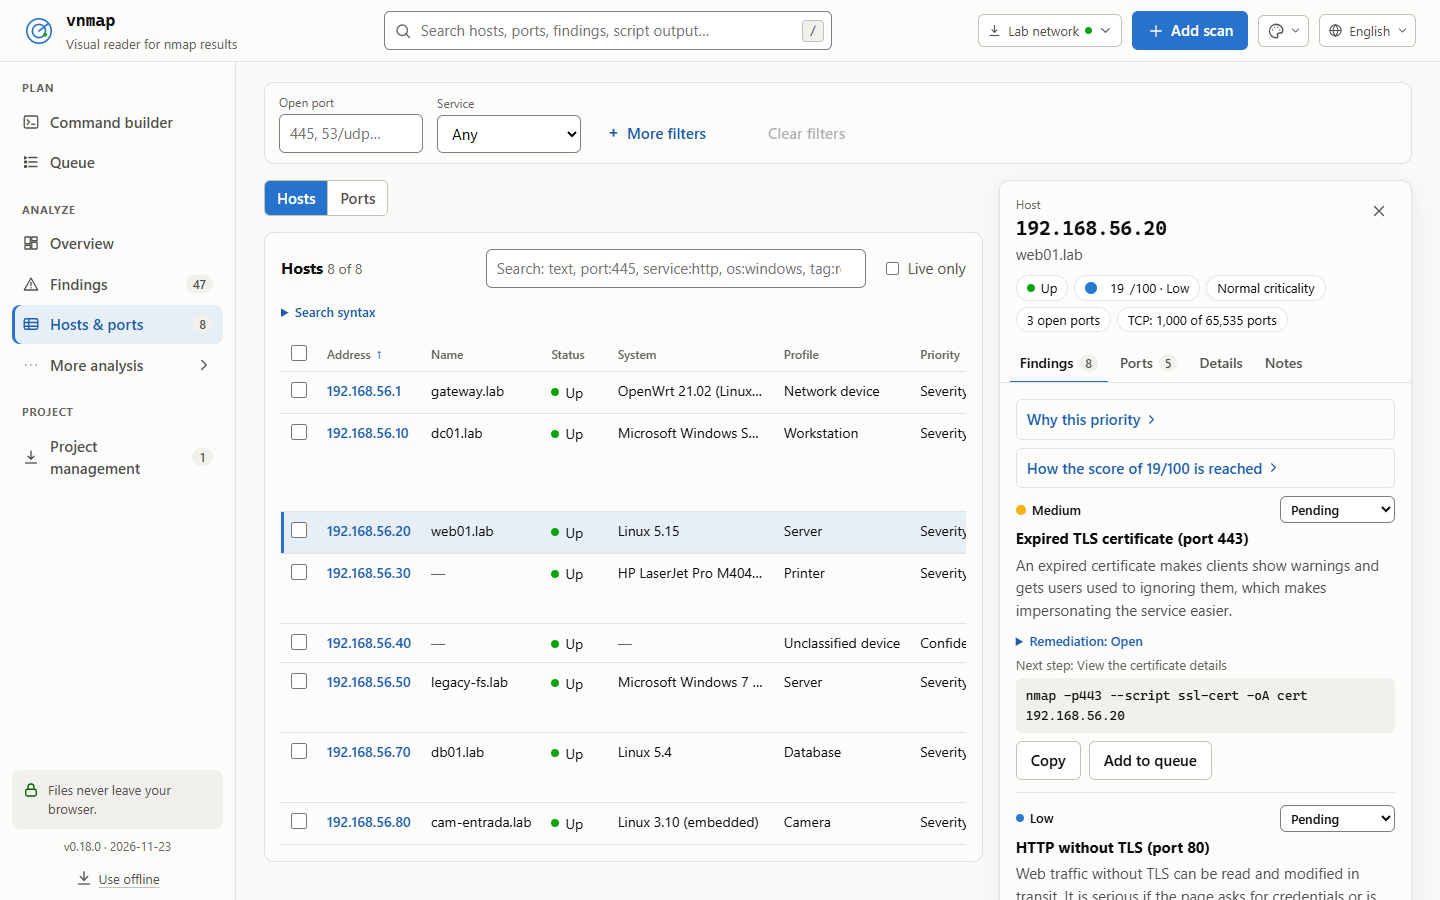 vnmap
Visual reader for nmap results
Search hosts, ports, findings, script output...
/
Lab network
Add scan
English
PLAN
Command builder
Queue
ANALYZE
Overview
Findings 47
Hosts & ports 8
More analysis
PROJECT
Project management 1
Files never leave your browser.
v0.18.0 · 2026-11-23
Use offline
Open port
445, 53/udp...
Service
Any
+ More filters
Clear filters
Hosts
Ports
Hosts 8 of 8
Search: text, port:445, service:http, os:windows, tag:r
Live only
Search syntax
Address ↑ Name Status System Profile Priority
192.168.56.1 gateway.lab Up OpenWrt 21.02 (Linux... Network device Severity
192.168.56.10 dc01.lab Up Microsoft Windows S... Workstation Severity
192.168.56.20 web01.lab Up Linux 5.15 Server Severity
192.168.56.30 — Up HP LaserJet Pro M404... Printer Severity
192.168.56.40 — Up — Unclassified device Confide
192.168.56.50 legacy-fs.lab Up Microsoft Windows 7 ... Server Severity
192.168.56.70 db01.lab Up Linux 5.4 Database Severity
192.168.56.80 cam-entrada.lab Up Linux 3.10 (embedded) Camera Severity
Host
192.168.56.20
web01.lab
Up
19 /100 · Low
Normal criticality
3 open ports
TCP: 1,000 of 65,535 ports
Findings 8
Ports 5
Details
Notes
Why this priority
How the score of 19/100 is reached
Medium
Pending
Expired TLS certificate (port 443)
An expired certificate makes clients show warnings and
gets users used to ignoring them, which makes
impersonating the service easier.
Remediation: Open
Next step: View the certificate details
nmap -p443 --script ssl-cert -oA cert
192.168.56.20
Copy
Add to queue
Low
Pending
HTTP without TLS (port 80)
Web traffic without TLS can be read and modified in
transit. It is serious if the page asks for credentials or is